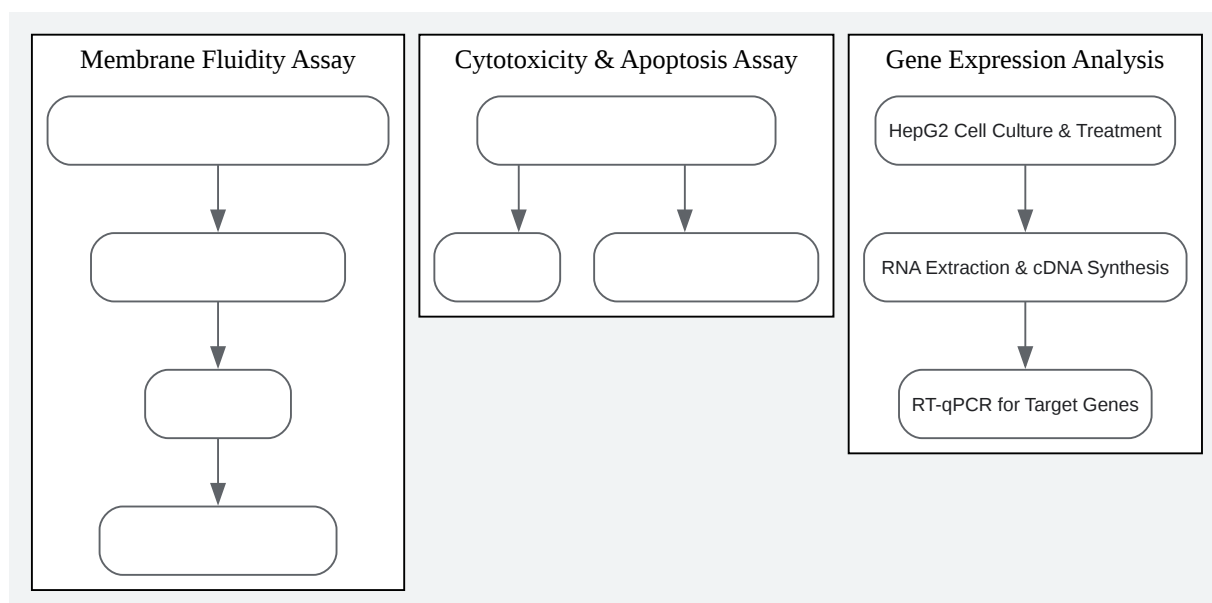 Membrane Fluidity Assay
Cytotoxicity & Apoptosis Assay
Gene Expression Analysis
HepG2 Cell Culture & Treatment
RNA Extraction & cDNA Synthesis
RT-qPCR for Target Genes